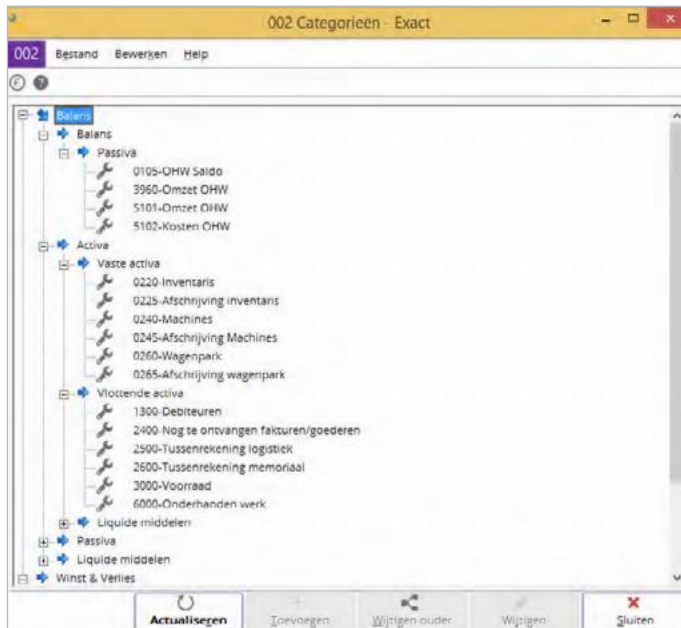 002 Categorieën - Exact
002 Bestand Bewerken Help
Balans
Balans
Passiva
0105-OHW Saldo
3960-Omzet OHW
5101-Omzet OHW
5102-Kosten OHW
Activa
Vaste activa
0220-Inventaris
0225-Afschrijving inventaris
0240-Machines
0245-Afschrijving Machines
0260-Wagenpark
0265-Afschrijving wagenpark
Vlottende activa
1300-Debiteuren
2400-Nog te ontvangen fakturen/goederen
2500-Tussenrekening logistiek
2600-Tussenrekening memoriaal
3000-Voorraad
6000-Onderhanden werk
Liquide middelen
Passiva
Liquide middelen
Winst & Verlies
Actualiseren Toevoegen Wijzigen ouder Wijzigen Sluiten